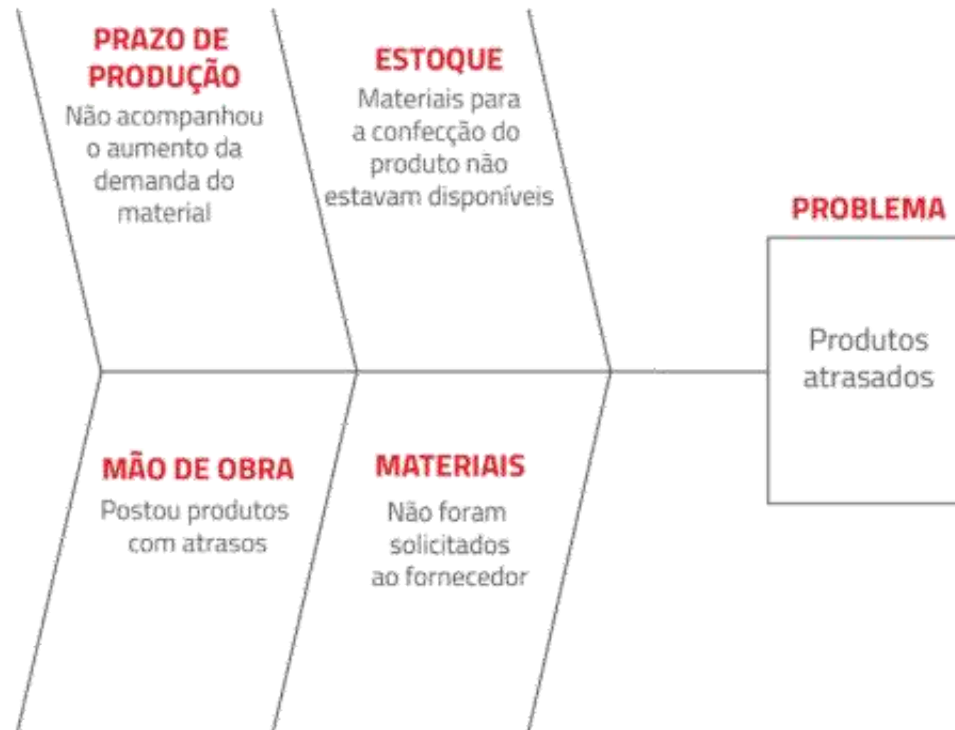 PRAZO DE
PRODUÇÃO
Não acompanhou
o aumento da
demanda do
material
ESTOQUE
Materiais para
a confecção do
produto não
estavam disponíveis
PROBLEMA
Produtos
atrasados
MÃO DE OBRA
Postou produtos
com atrasos
MATERIAIS
Não foram
solicitados
ao fornecedor